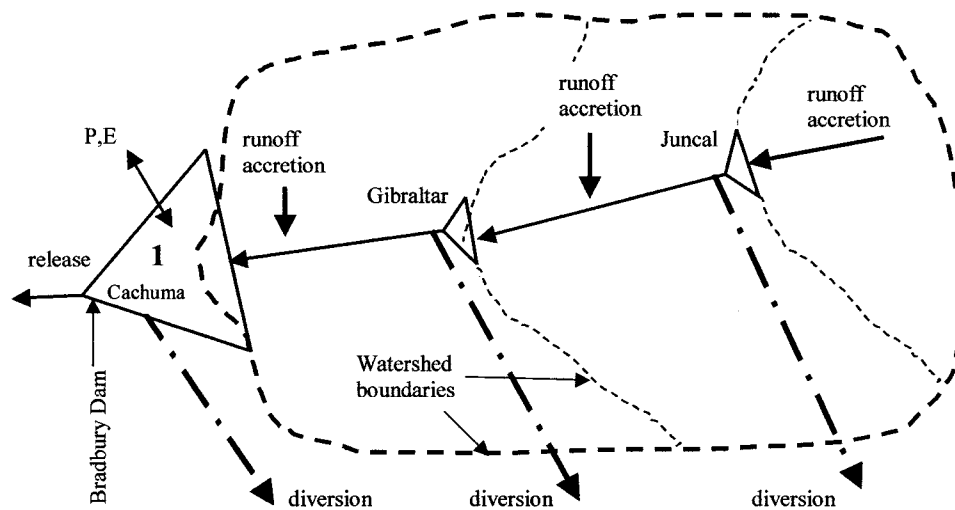 runoff
accretion
runoff
accretion
Juncal
P,E
runoff
accretion
Gibraltar
1
release
Cachuma
Bradbury Dam
Watershed
boundaries
diversion
diversion
diversion